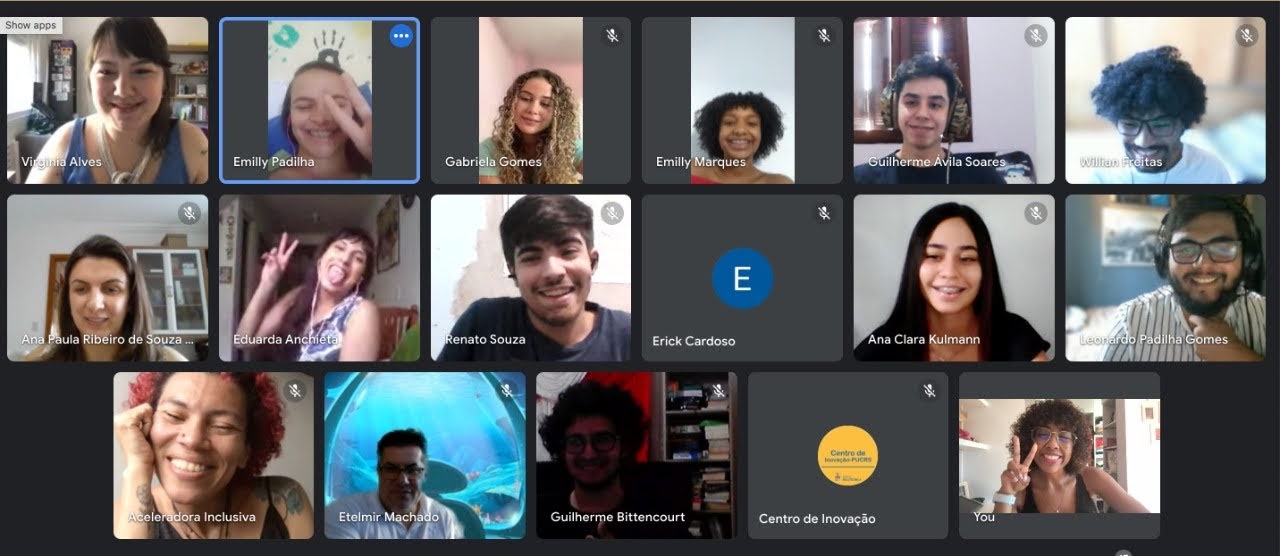 Show apps
Virginia Alves
Emilly Padilha
Gabriela Gomes
Emilly Marques
Guilherme Ávila Soares
Willian Freitas
Ana Paula Ribeiro de Souza ...
Eduarda Anchieta
Renato Souza
E
Erick Cardoso
Ana Clara Kulmann
Leonardo Padilha Gomes
Aceleradora Inclusiva
Etelmir Machado
Guilherme Bittencourt
Centro de
Inovação-PUCRS
Centro de Inovação
You